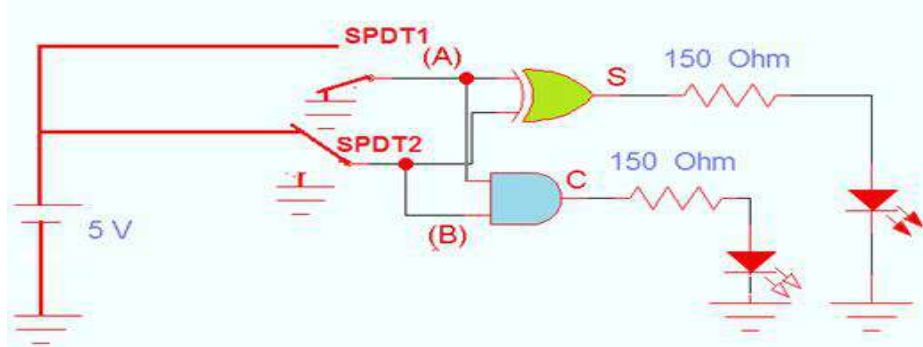 SPDT1
(A)
S
150 Ohm
SPDT2
150 Ohm
C
5 V
(B)